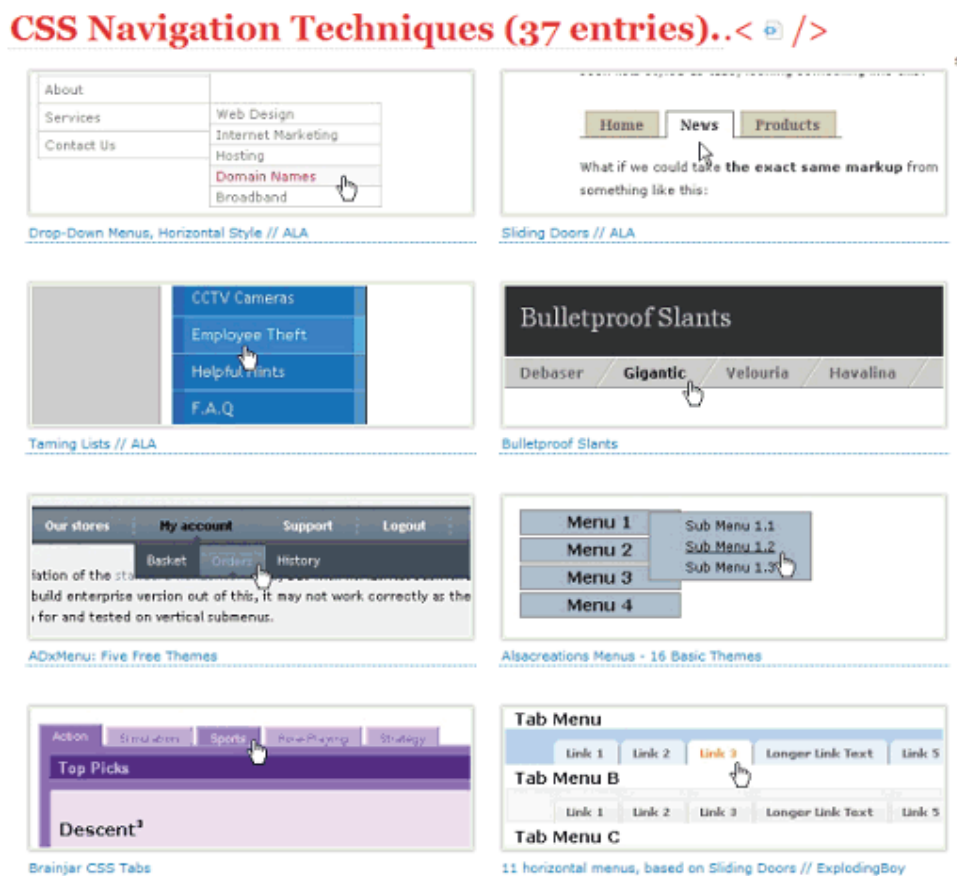 CSS Navigation Techniques (37 entries)..< />
About
Services
Contact Us
Web Design
Internet Marketing
Hosting
Domain Names
Broadband
Drop-Down Menus, Horizontal Style // ALA
Home News Products
What if we could take the exact same markup from
something like this:
Sliding Doors // ALA
CCTV Cameras
Employee Theft
Helpful Hints
F.A.Q
Taming Lists // ALA
Bulletproof Slants
Debaser Gigantic Velouria Havalina
Bulletproof Slants
Our stores My account Support Logout
Basket Orders History
iation of the
build enterprise version out of this, it may not work correctly as the
for and tested on vertical submenus.
ADxMenu: Five Free Themes
Menu 1
Menu 2
Menu 3
Menu 4
Sub Menu 1.1
Sub Menu 1.2
Sub Menu 1.3
Alsacreations Menus - 16 Basic Themes
Action Simulation Sports Role-Playing Strategy
Top Picks
Descent³
Brainjar CSS Tabs
Tab Menu
Link 1 Link 2 Link 3 Longer Link Text Link 5
Tab Menu B
Link 1 Link 2 Link 3 Longer Link Text Link 5
Tab Menu C
11 horizontal menus, based on Sliding Doors // ExplodingBoy